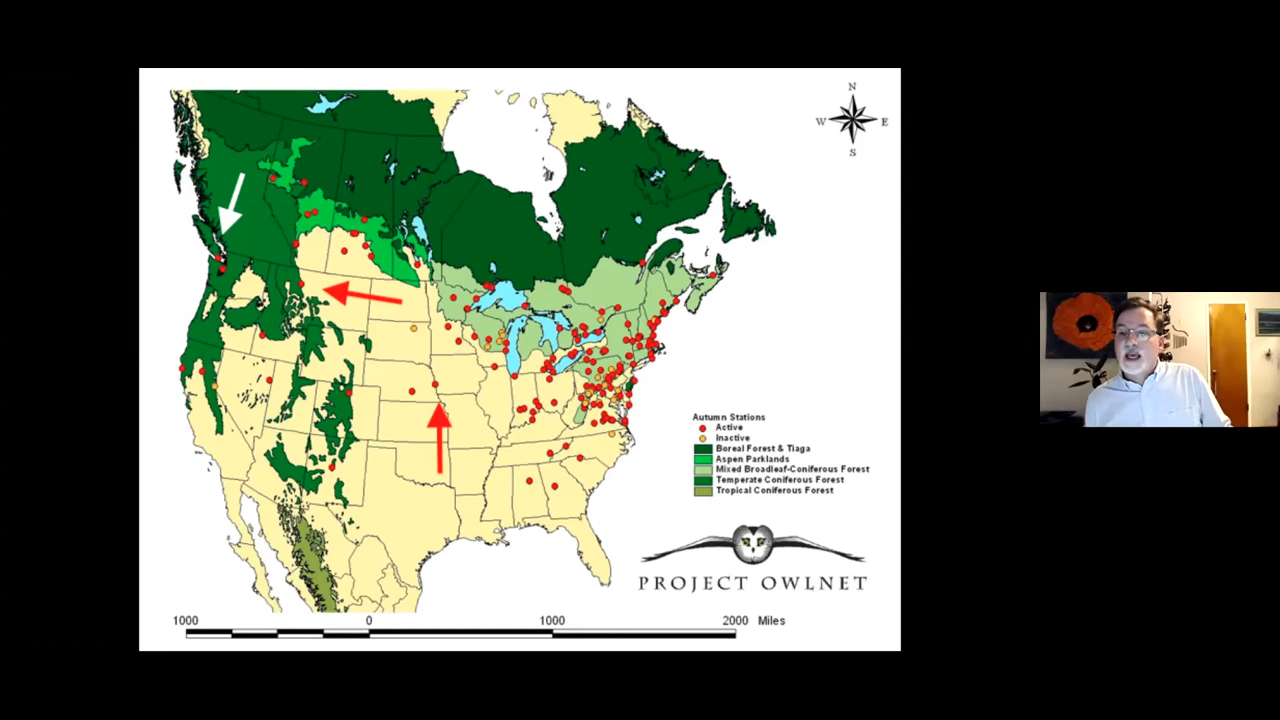 N
W E
S
Autumn Stations
Active
Inactive
Boreal Forest & Tiaga
Aspen Parklands
Mixed Broadleaf-Coniferous Forest
Temperate Coniferous Forest
Tropical Coniferous Forest
PROJECT OWLNET
1000 0 1000 2000 Miles